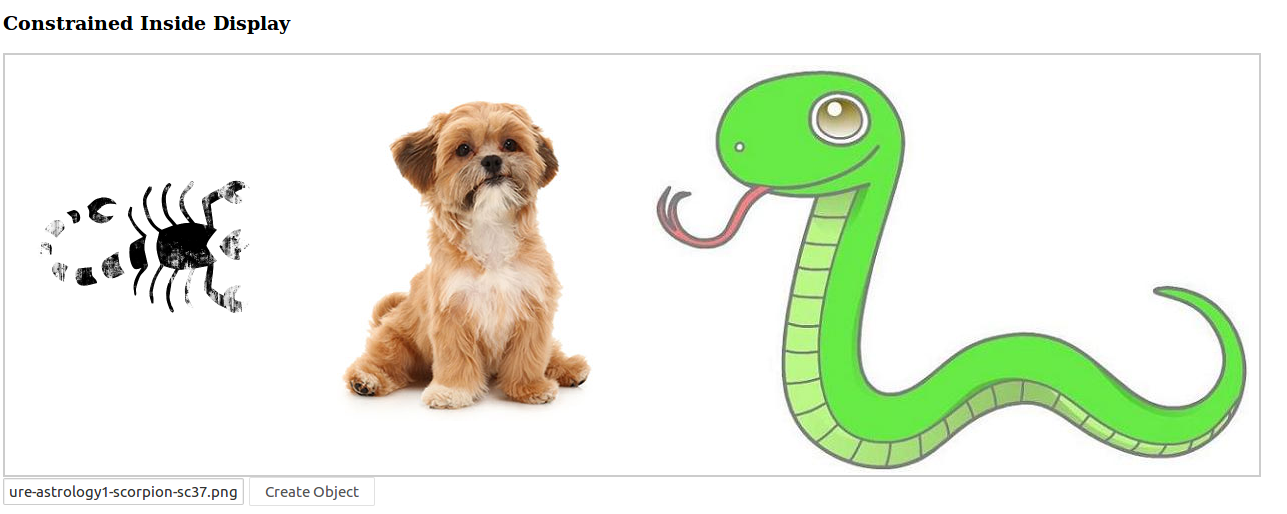 Constrained Inside Display
ure-astrology1-scorpion-sc37.png
Create Object